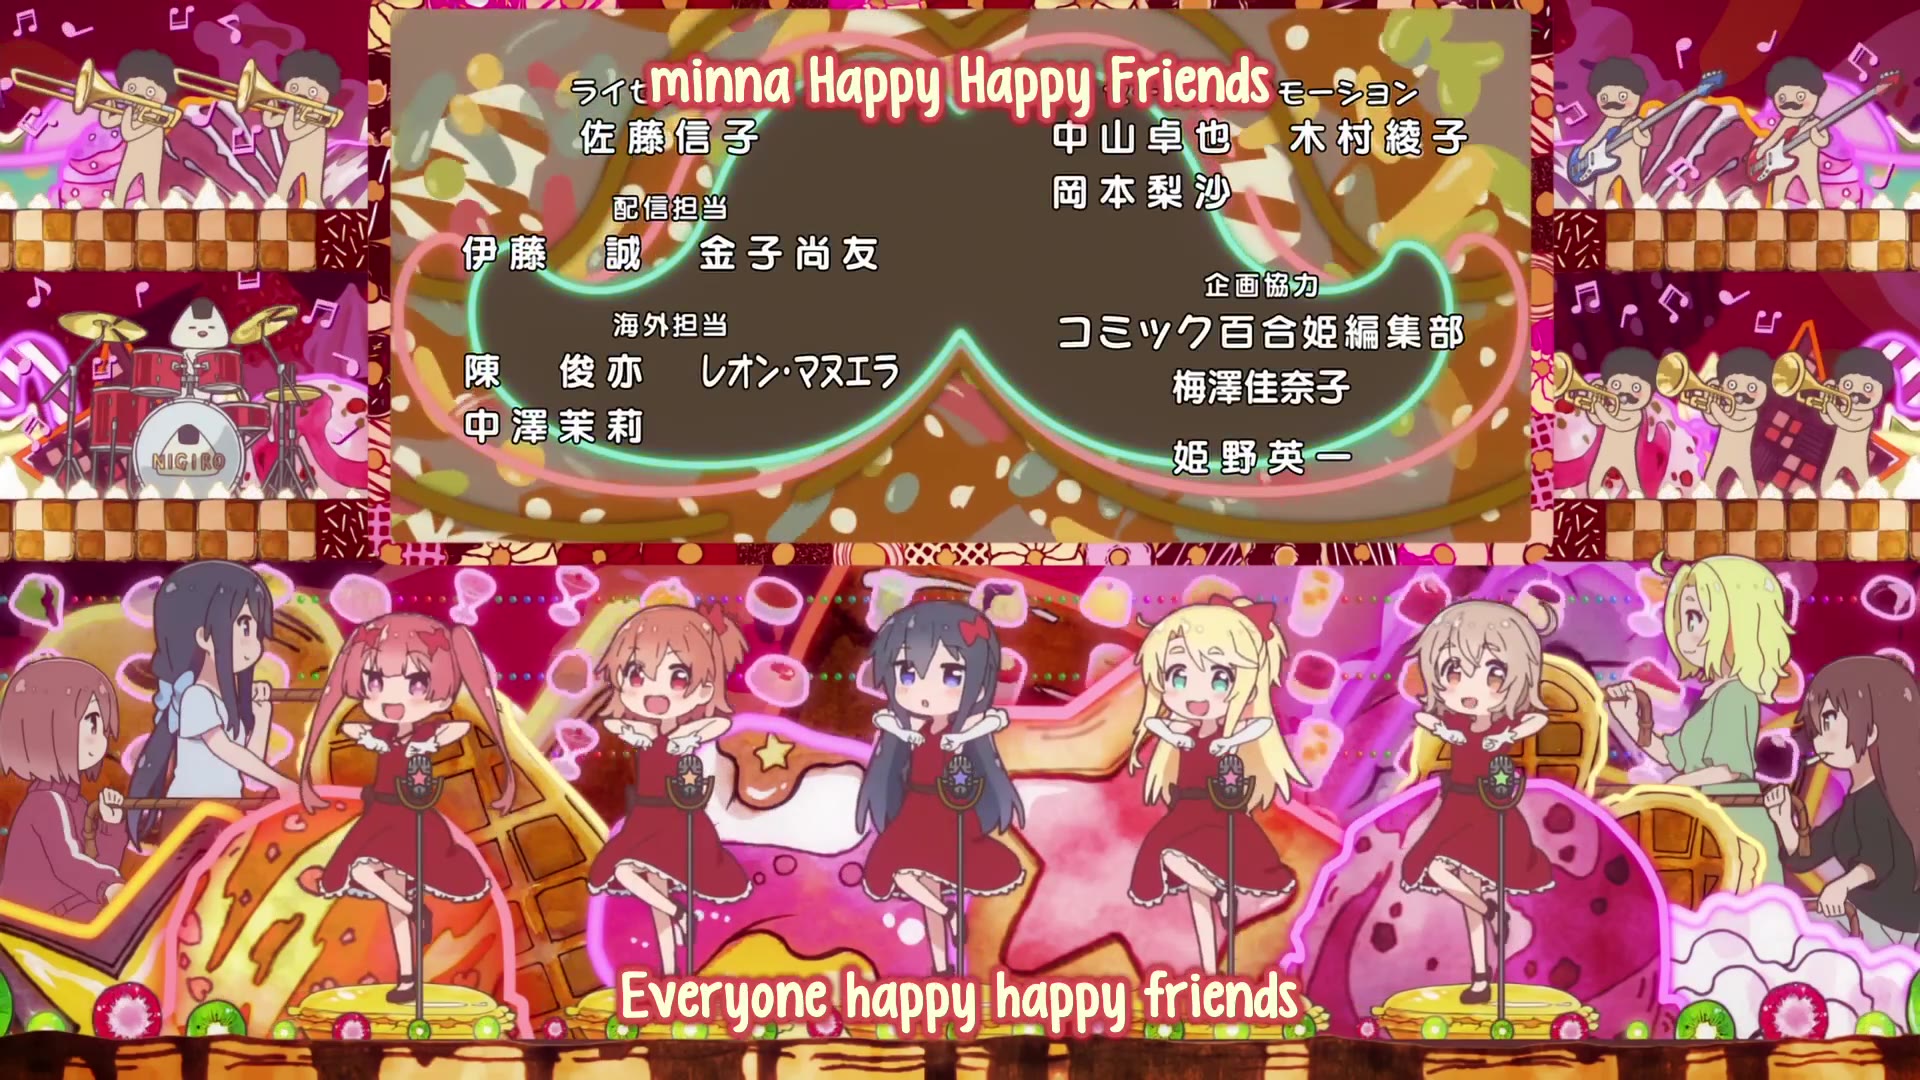 minna Happy Happy Friends
ライセ
佐藤信子
配信担当
伊藤 誠 金子尚友
海外担当
陳 俊亦 レオン・マヌエラ
中澤茉莉
モーション
中山卓也 木村綾子
岡本梨沙
企画協力
コミック百合姫編集部
梅澤佳奈子
姫野英一
NIGIRO
Everyone happy happy friends